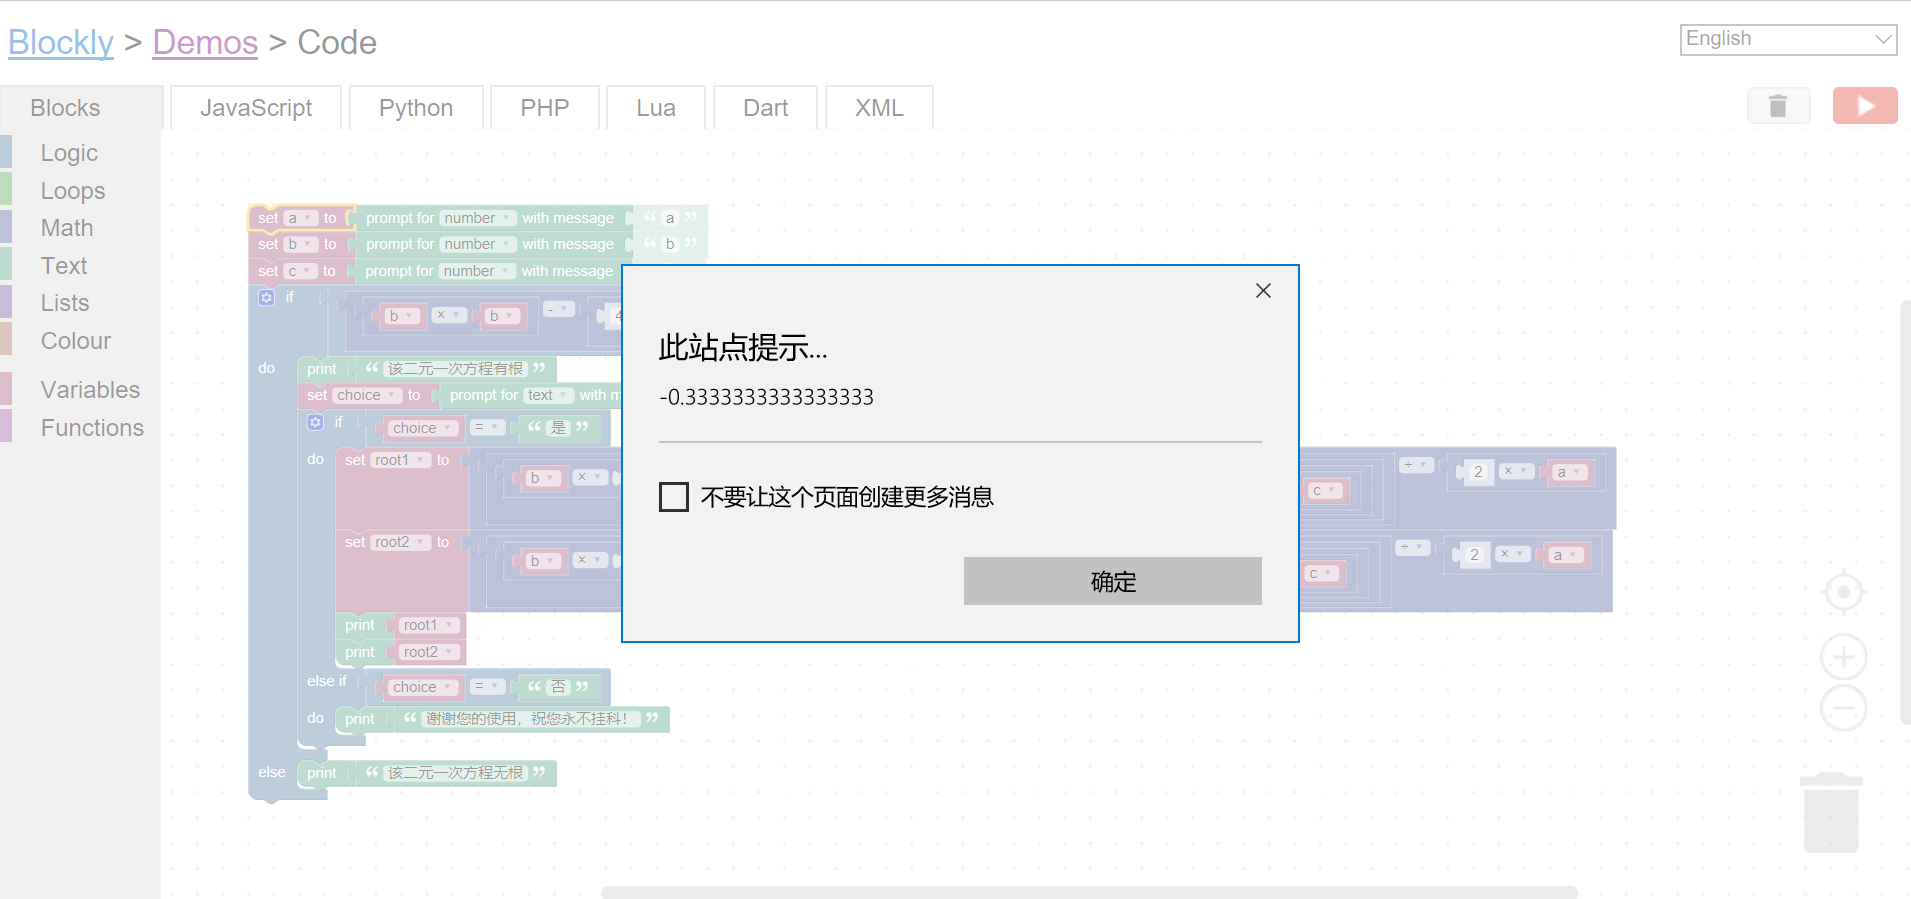 Blockly > Demos > Code
English
Blocks
JavaScript
Python
PHP
Lua
Dart
XML
Logic
Loops
Math
Text
Lists
Colour
Variables
Functions
set a to prompt for number with message “ a ”
set b to prompt for number with message “ b ”
set c to prompt for number with message
if b × b - 4
do print “ 该二元一次方程有根 ”
set choice to prompt for text with
if choice = “ 是 ”
do set root1 to b ×
c ÷ 2 × a
set root2 to b ×
c ÷ 2 × a
print root1
print root2
else if choice = “ 否 ”
do print “ 谢谢您的使用，祝您永不挂科！ ”
else print “ 该二元一次方程无根 ”
此站点提示...
-0.3333333333333333
不要让这个页面创建更多消息
确定